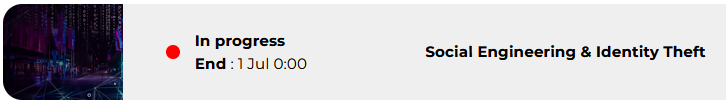 In progress
End : 1 Jul 0:00
Social Engineering & Identity Theft